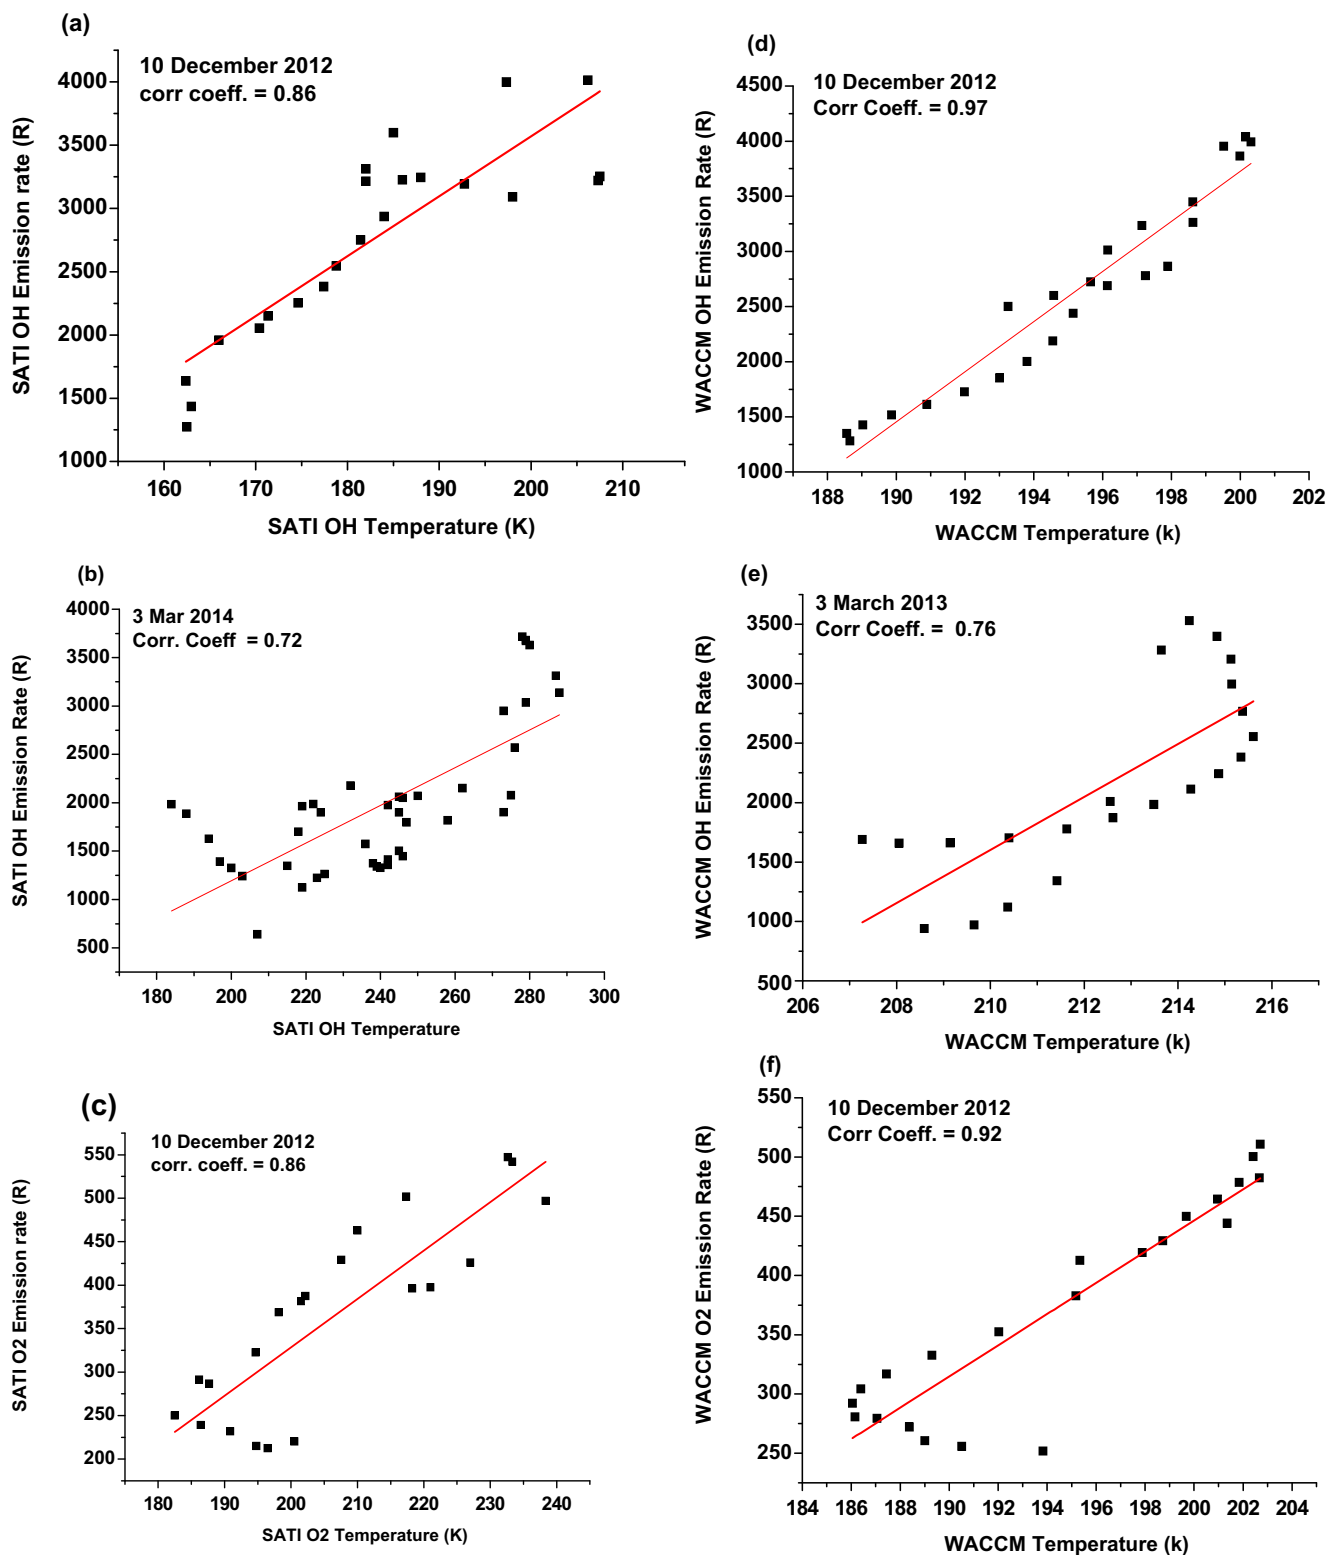 (a)
10 December 2012
corr coeff. = 0.86
SATI OH Emission rate (R)
4000
3500
3000
2500
2000
1500
1000
160 170 180 190 200 210
SATI OH Temperature (K)
(d)
10 December 2012
Corr Coeff. = 0.97
WACCM OH Emission Rate (R)
4500
4000
3500
3000
2500
2000
1500
1000
188 190 192 194 196 198 200 202
WACCM Temperature (k)
(b)
3 Mar 2014
Corr. Coeff = 0.72
SATI OH Emission Rate (R)
4000
3500
3000
2500
2000
1500
1000
500
180 200 220 240 260 280 300
SATI OH Temperature
(e)
3 March 2013
Corr Coeff. = 0.76
WACCM OH Emission Rate (R)
3500
3000
2500
2000
1500
1000
500
206 208 210 212 214 216
WACCM Temperature (k)
(c)
10 December 2012
corr. coeff. = 0.86
SATI O2 Emission rate (R)
550
500
450
400
350
300
250
200
180 190 200 210 220 230 240
SATI O2 Temperature (K)
(f)
10 December 2012
Corr Coeff. = 0.92
WACCM O2 Emission Rate (R)
550
500
450
400
350
300
250
184 186 188 190 192 194 196 198 200 202 204
WACCM Temperature (k)